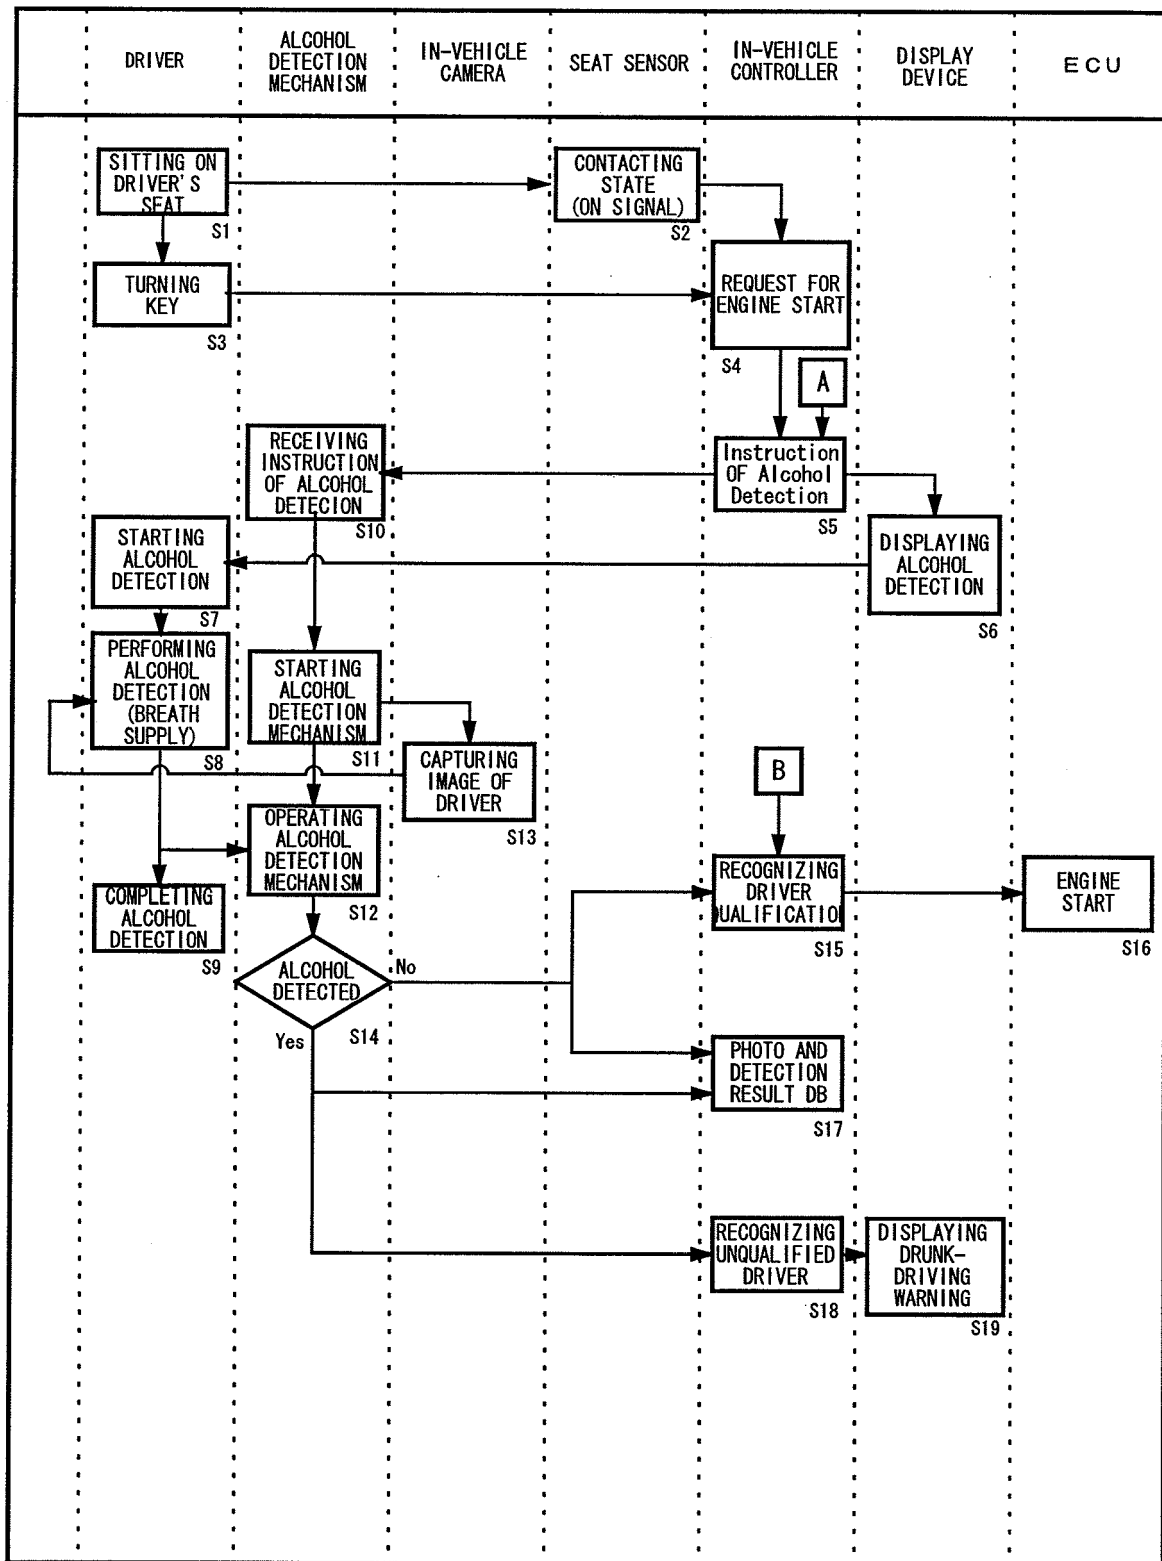 DRIVER
ALCOHOL
DETECTION
MECHANISM
IN-VEHICLE
CAMERA
SEAT SENSOR
IN-VEHICLE
CONTROLLER
DISPLAY
DEVICE
ECU
SITTING ON
DRIVER'S
SEAT
S1
CONTACTING
STATE
(ON SIGNAL)
S2
TURNING
KEY
S3
REQUEST FOR
ENGINE START
S4
A
RECEIVING
INSTRUCTION
OF ALCOHOL
DETECION
S10
Instruction
Of Alcohol
Detection
S5
STARTING
ALCOHOL
DETECTION
S7
DISPLAYING
ALCOHOL
DETECTION
S6
PERFORMING
ALCOHOL
DETECTION
(BREATH
SUPPLY)
S8
STARTING
ALCOHOL
DETECTION
MECHANISM
S11
CAPTURING
IMAGE OF
DRIVER
S13
B
OPERATING
ALCOHOL
DETECTION
MECHANISM
S12
RECOGNIZING
DRIVER
QUALIFICATION
S15
ENGINE
START
S16
COMPLETING
ALCOHOL
DETECTION
S9
ALCOHOL
DETECTED
S14
No
Yes
PHOTO AND
DETECTION
RESULT DB
S17
RECOGNIZING
UNQUALIFIED
DRIVER
S18
DISPLAYING
DRUNK-
DRIVING
WARNING
S19